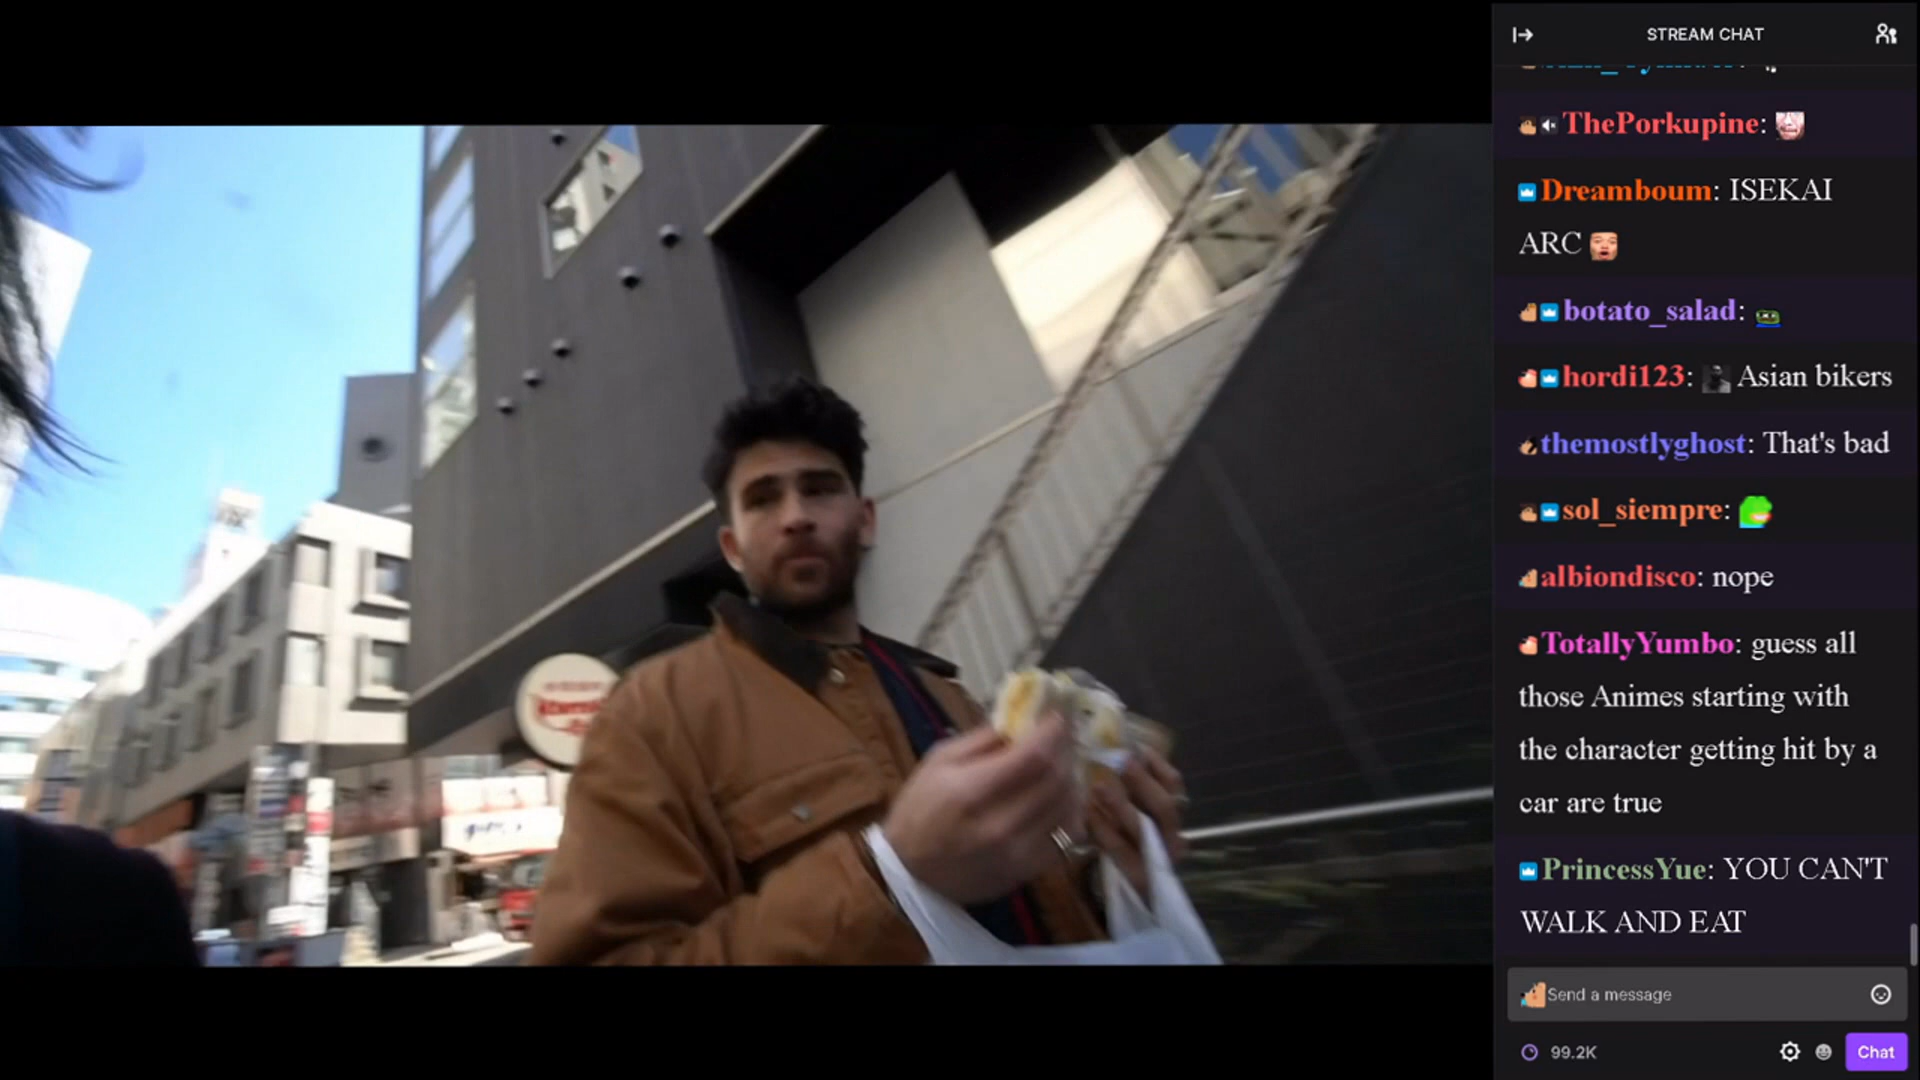 STREAM CHAT
ThePorkupine:
Dreamboum: ISEKAI
ARC
botato_salad:
hordi123: Asian bikers
themostlyghost: That's bad
sol_siempre:
albiondisco: nope
TotallyYumbo: guess all
those Animes starting with
the character getting hit by a
car are true
PrincessYue: YOU CAN'T
WALK AND EAT
Send a message
99.2K
Chat